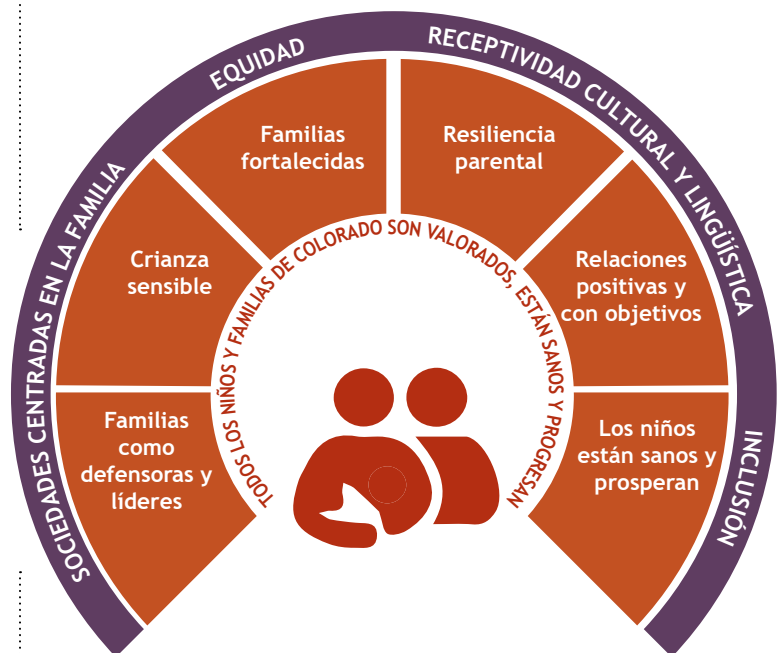 SOCIEDADES CENTRADAS EN LA FAMILIA
EQUIDAD
RECEPTIVIDAD CULTURAL Y LINGÜÍSTICA
INCLUSIÓN
Familias
como
defensoras y
líderes
Crianza
sensible
Familias
fortalecidas
Resiliencia
parental
Relaciones
positivas y
con objetivos
Los niños
están sanos y
prosperan
TODOS LOS NIÑOS Y FAMILIAS DE COLORADO SON VALORADOS, ESTÁN SANOS Y PROGRESAN